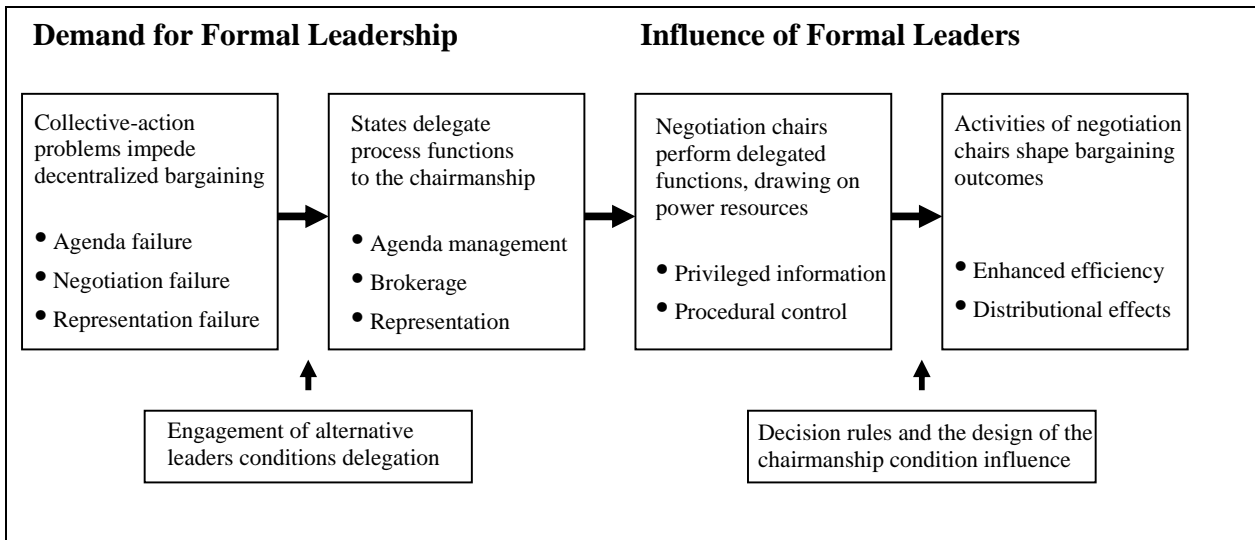 Demand for Formal Leadership
Influence of Formal Leaders
Collective-action
problems impede
decentralized bargaining
• Agenda failure
• Negotiation failure
• Representation failure
States delegate
process functions
to the chairmanship
• Agenda management
• Brokerage
• Representation
Negotiation chairs
perform delegated
functions, drawing on
power resources
• Privileged information
• Procedural control
Activities of negotiation
chairs shape bargaining
outcomes
• Enhanced efficiency
• Distributional effects
Engagement of alternative
leaders conditions delegation
Decision rules and the design of the
chairmanship condition influence